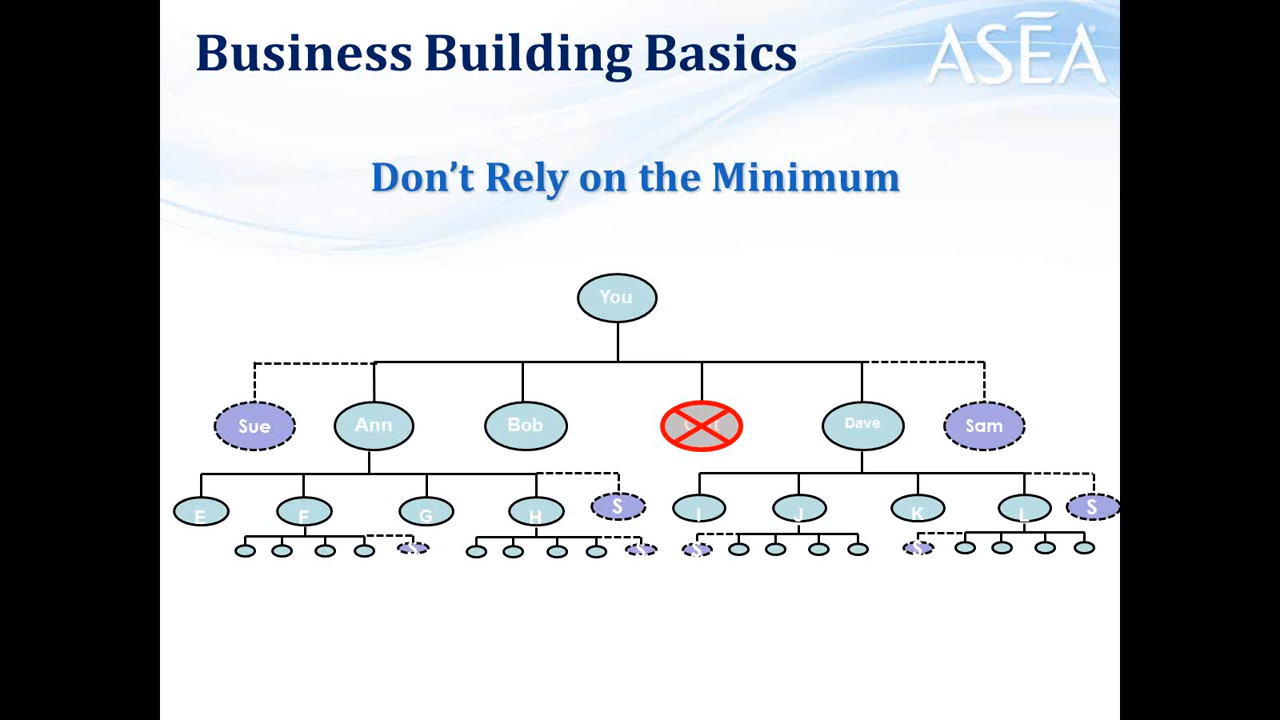 Business Building Basics
ASEA
Don't Rely on the Minimum
You
Sue Ann Bob Dave Sam
E F G H S I J K L S
S S S S